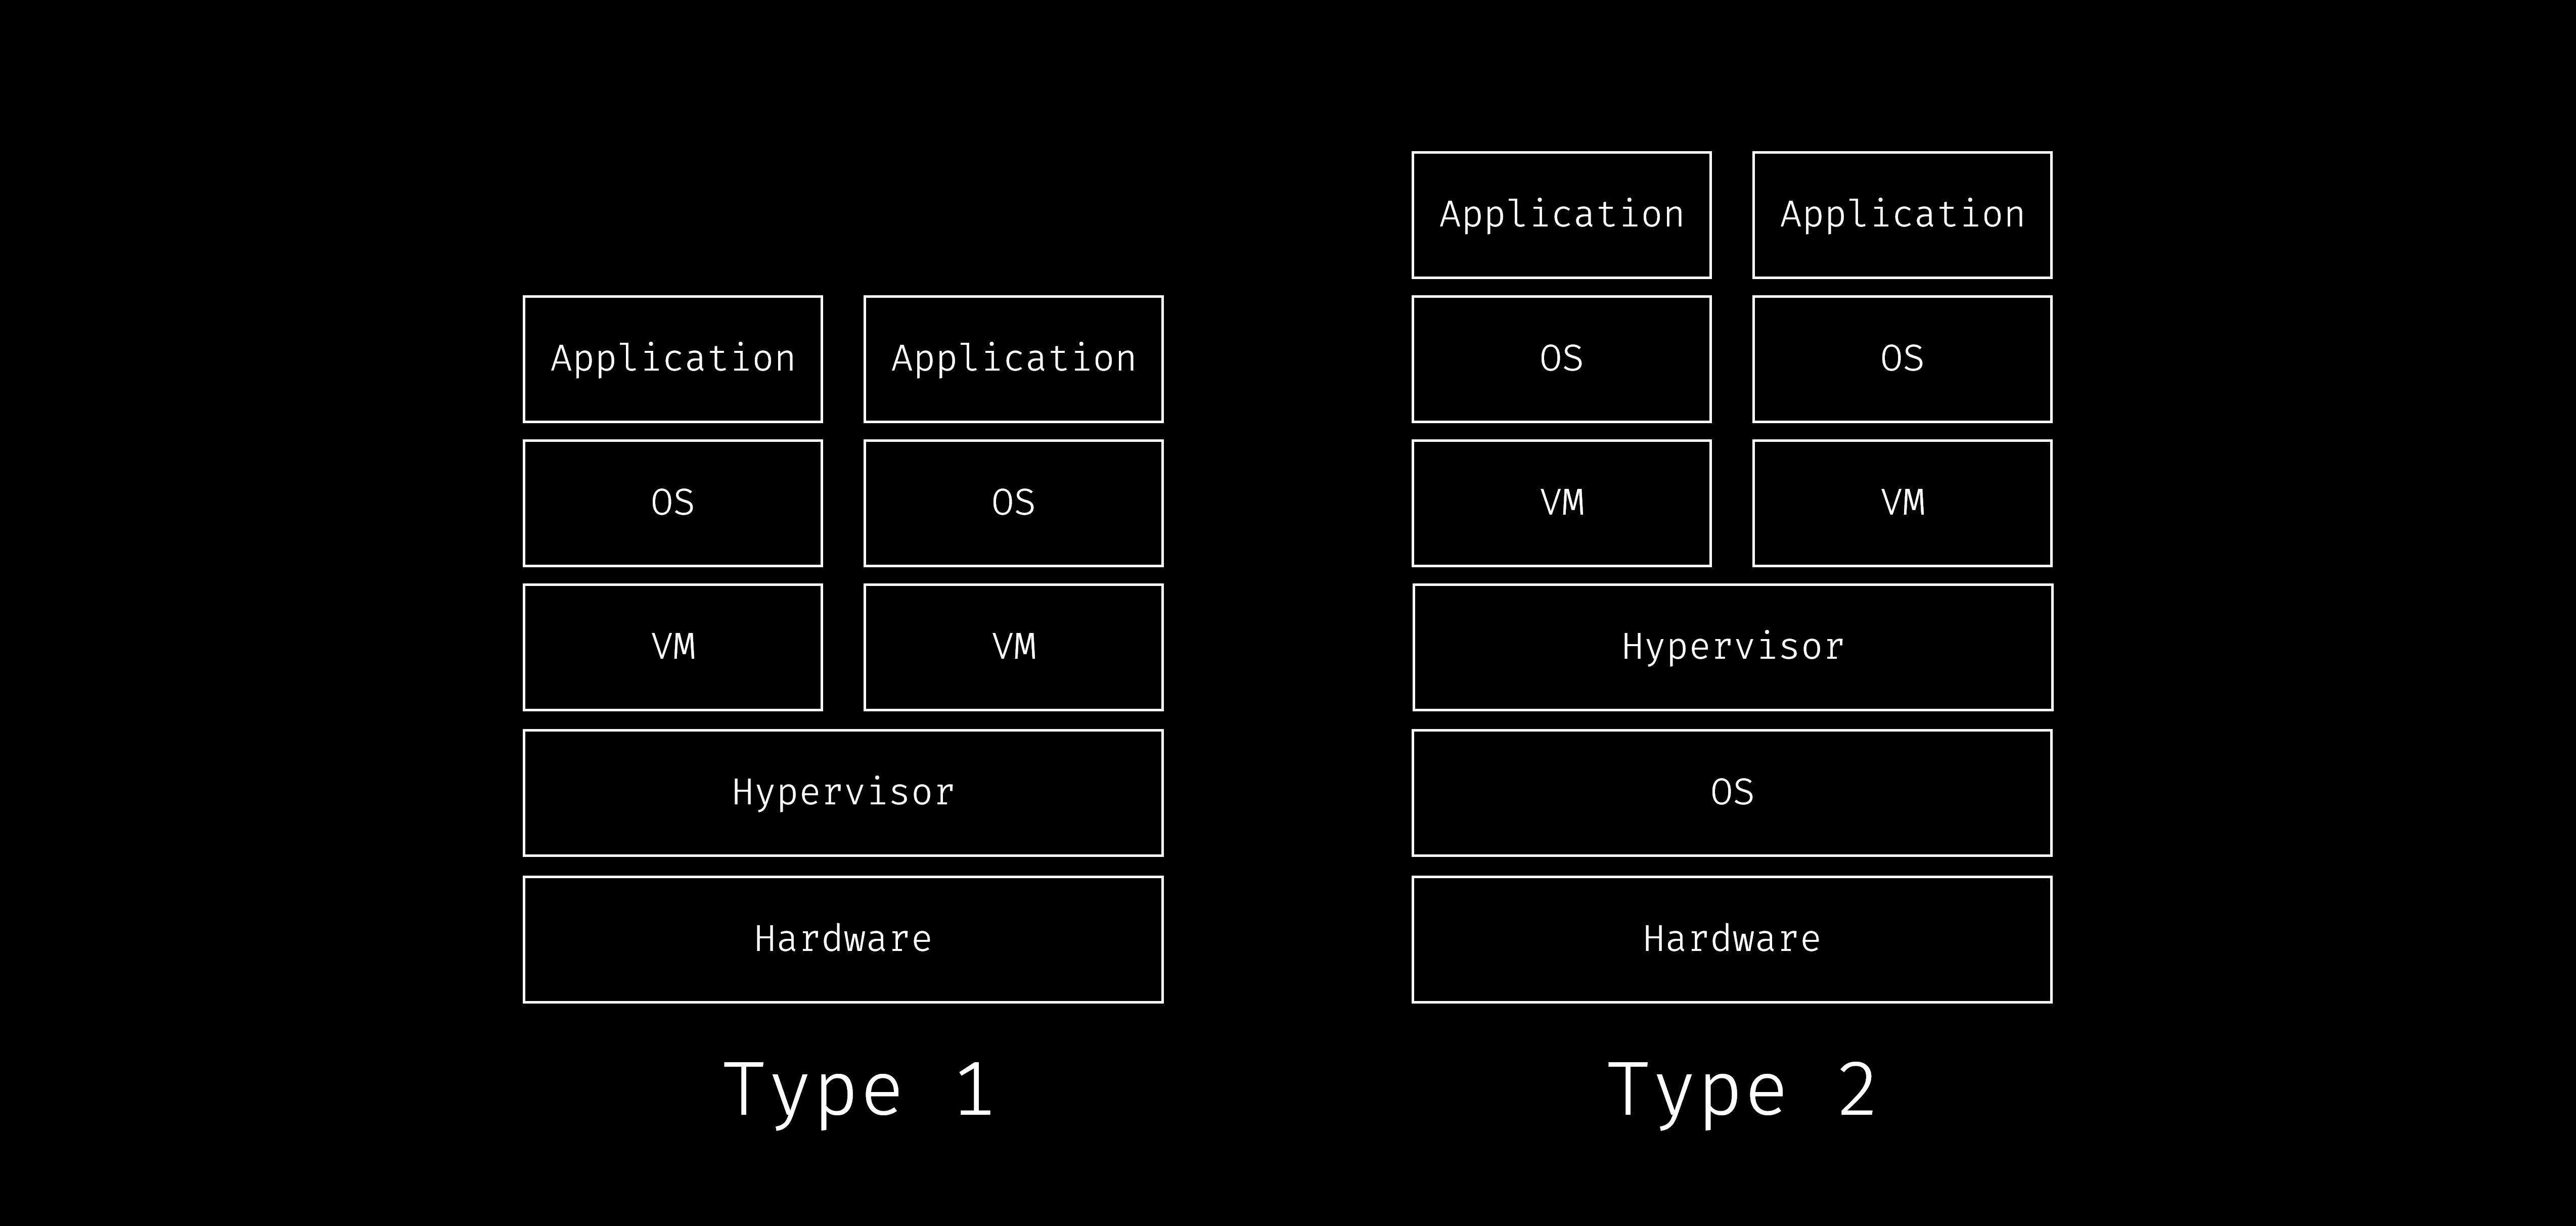 Application
Application
OS
OS
VM
VM
Hypervisor
Hardware
Type 1
Application
Application
OS
OS
VM
VM
Hypervisor
OS
Hardware
Type 2